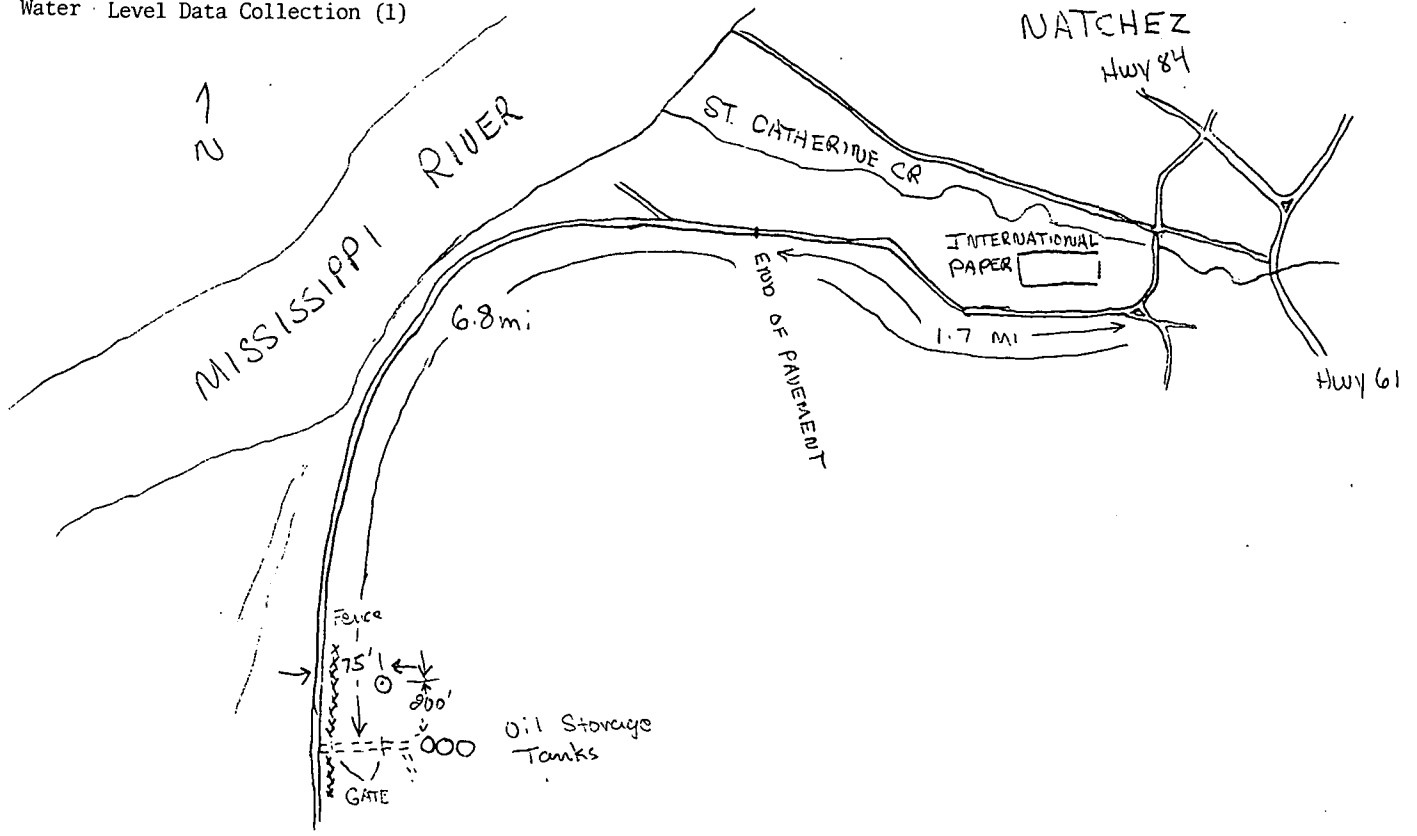 Water Level Data Collection (1)
NATCHEZ
Hwy 84
N
MISSISSIPPI RIVER
ST. CATHERINE CR
INTERNATIONAL
PAPER
6.8 mi
END OF PAVEMENT
1.7 MI
Hwy 61
Fence
75'
200'
Oil Storage
Tanks
GATE